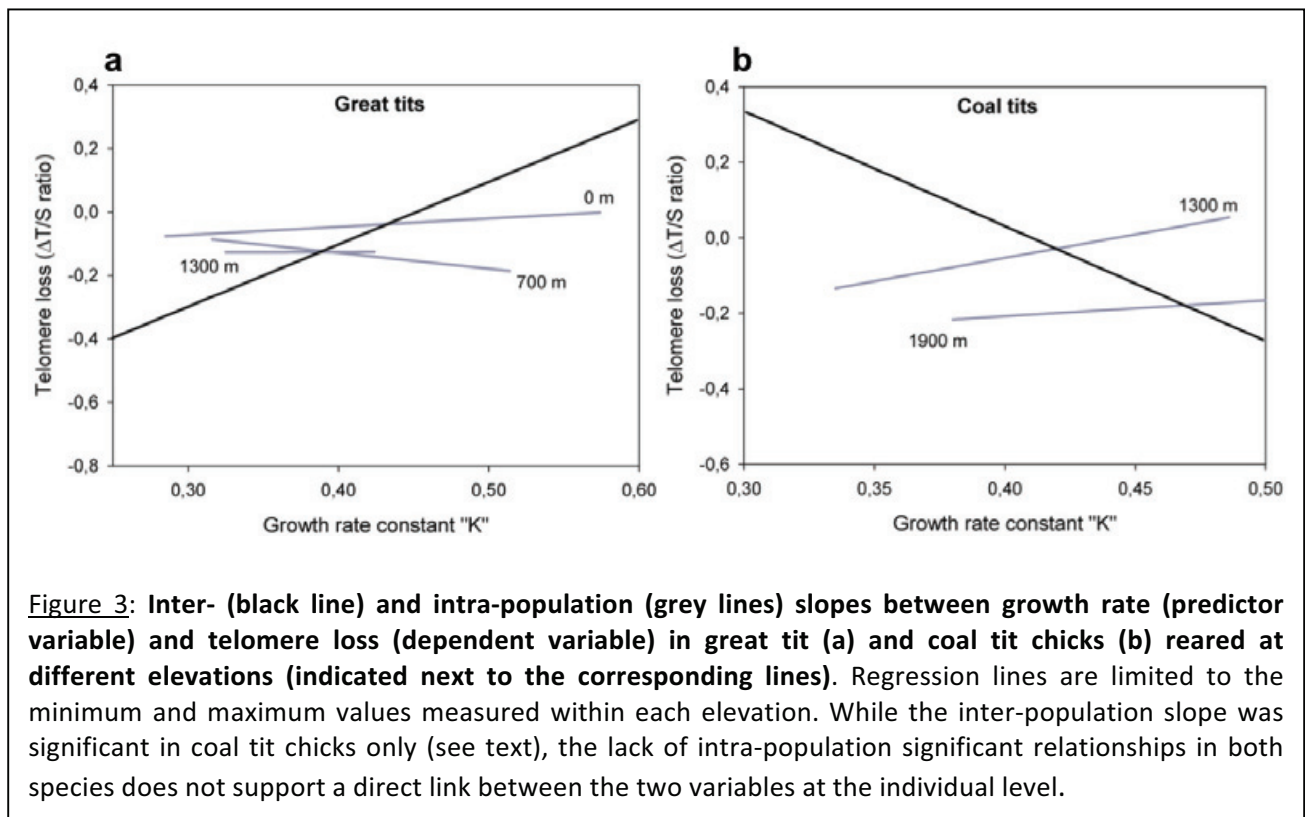 a
Great tits
Telomere loss (ΔT/S ratio)
0,4
0,2
0,0
-0,2
-0,4
-0,6
-0,8
0 m
1300 m
700 m
0,30
0,40
0,50
0,60
Growth rate constant "K"
b
Coal tits
Telomere loss (ΔT/S ratio)
0,4
0,2
0,0
-0,2
-0,4
-0,6
1300 m
1900 m
0,30
0,35
0,40
0,45
0,50
Growth rate constant "K"
Figure 3: Inter- (black line) and intra-population (grey lines) slopes between growth rate (predictor
variable) and telomere loss (dependent variable) in great tit (a) and coal tit chicks (b) reared at
different elevations (indicated next to the corresponding lines). Regression lines are limited to the
minimum and maximum values measured within each elevation. While the inter-population slope was
significant in coal tit chicks only (see text), the lack of intra-population significant relationships in both
species does not support a direct link between the two variables at the individual level.